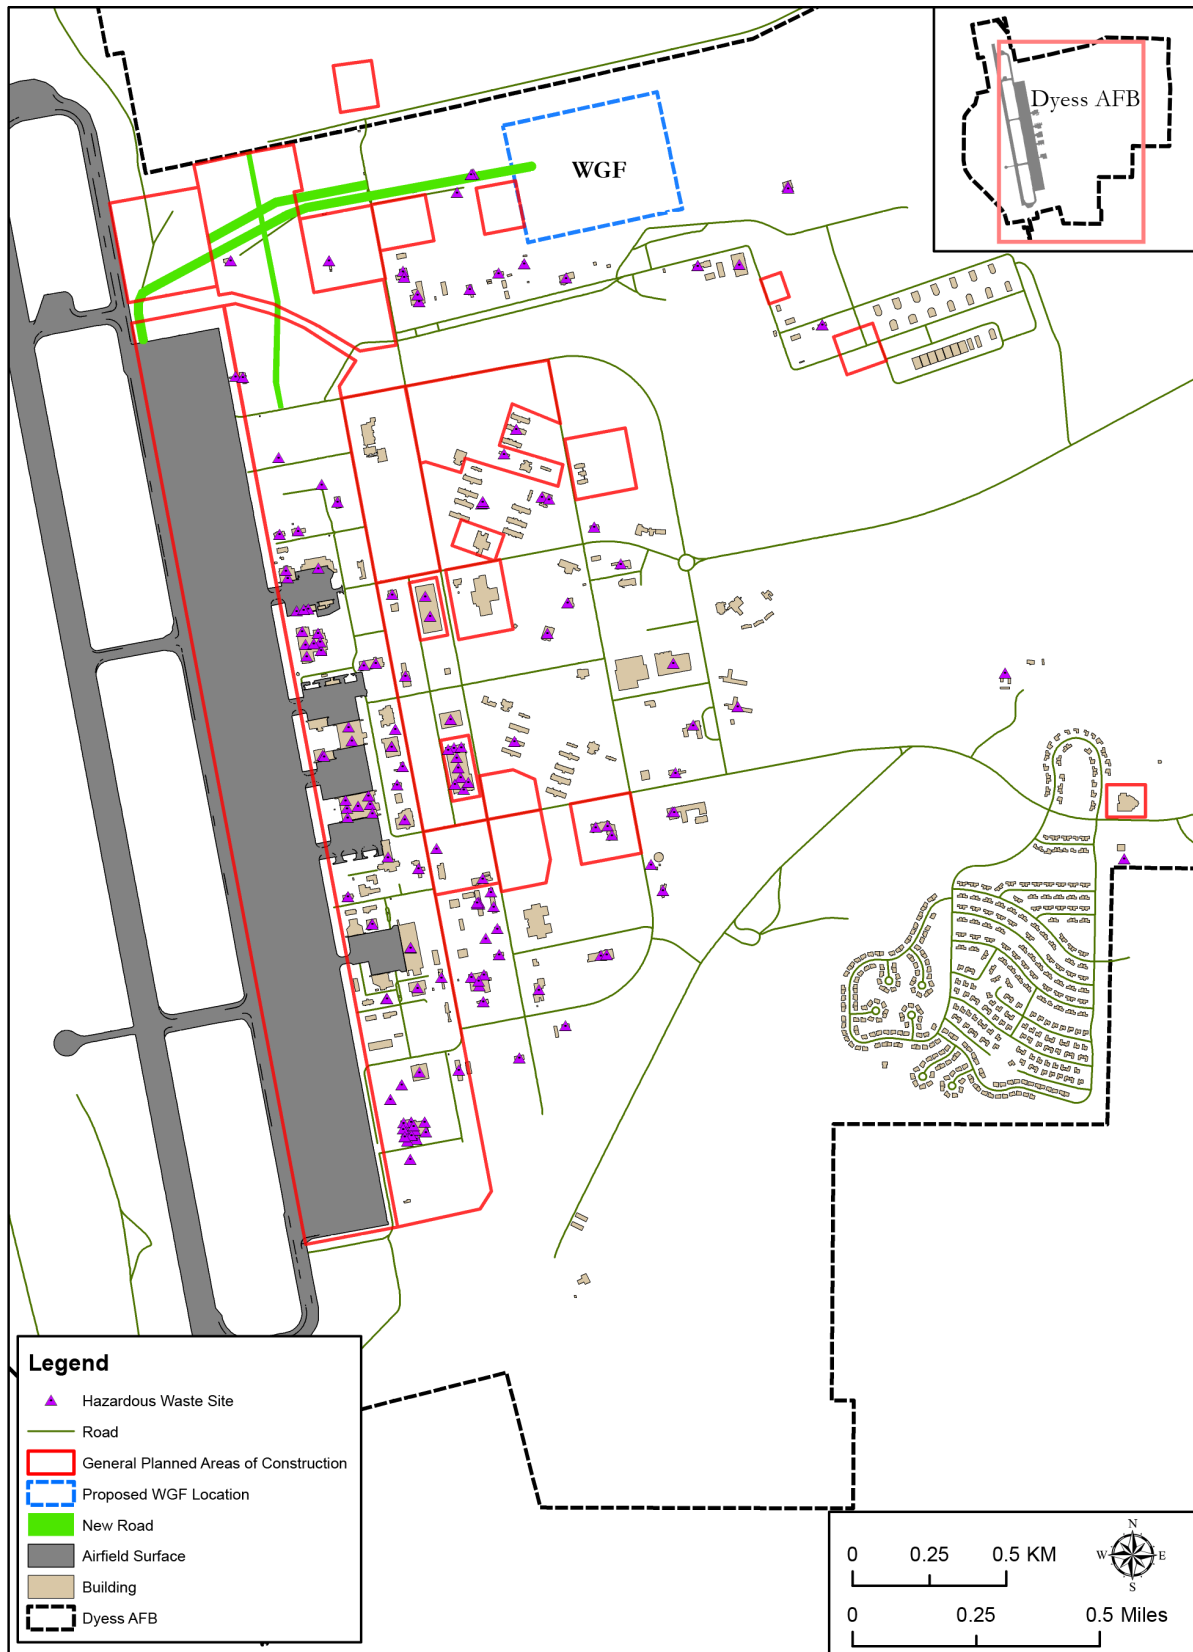 Dyess AFB
WGF
Legend
Hazardous Waste Site
Road
General Planned Areas of Construction
Proposed WGF Location
New Road
Airfield Surface
Building
Dyess AFB
N
W E
S
0 0.25 0.5 KM
0 0.25 0.5 Miles